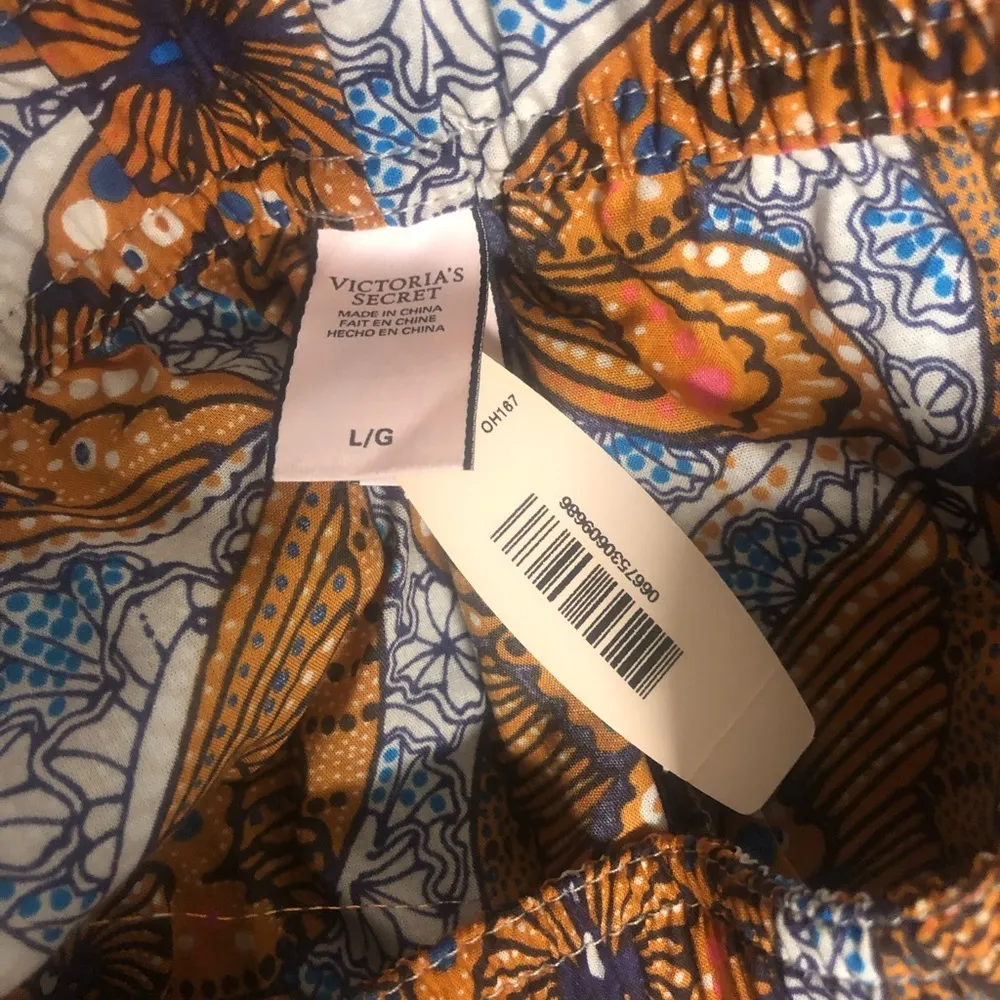 VICTORIA'S
SECRET
MADE IN CHINA
FAIT EN CHINE
HECHO EN CHINA
L/G
OH167
0667530609686